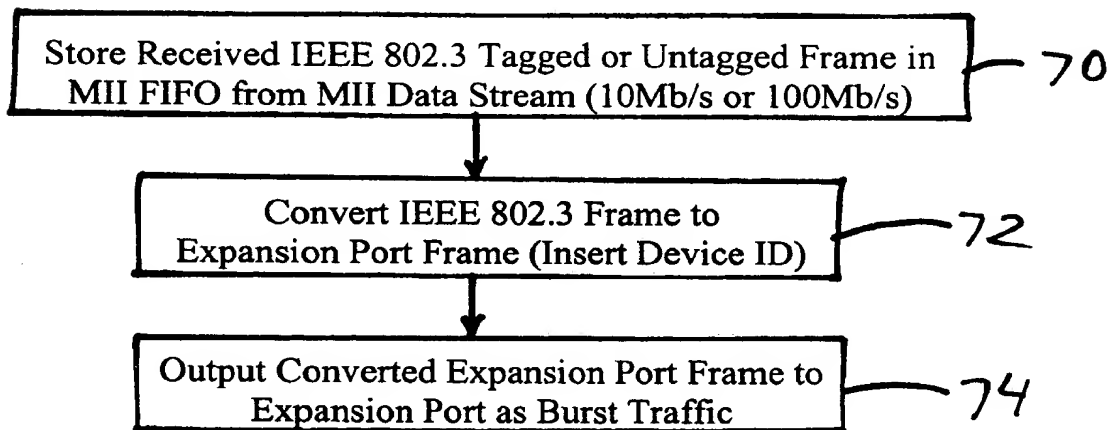 Store Received IEEE 802.3 Tagged or Untagged Frame in
MII FIFO from MII Data Stream (10Mb/s or 100Mb/s)
70
Convert IEEE 802.3 Frame to
Expansion Port Frame (Insert Device ID)
72
Output Converted Expansion Port Frame to
Expansion Port as Burst Traffic
74